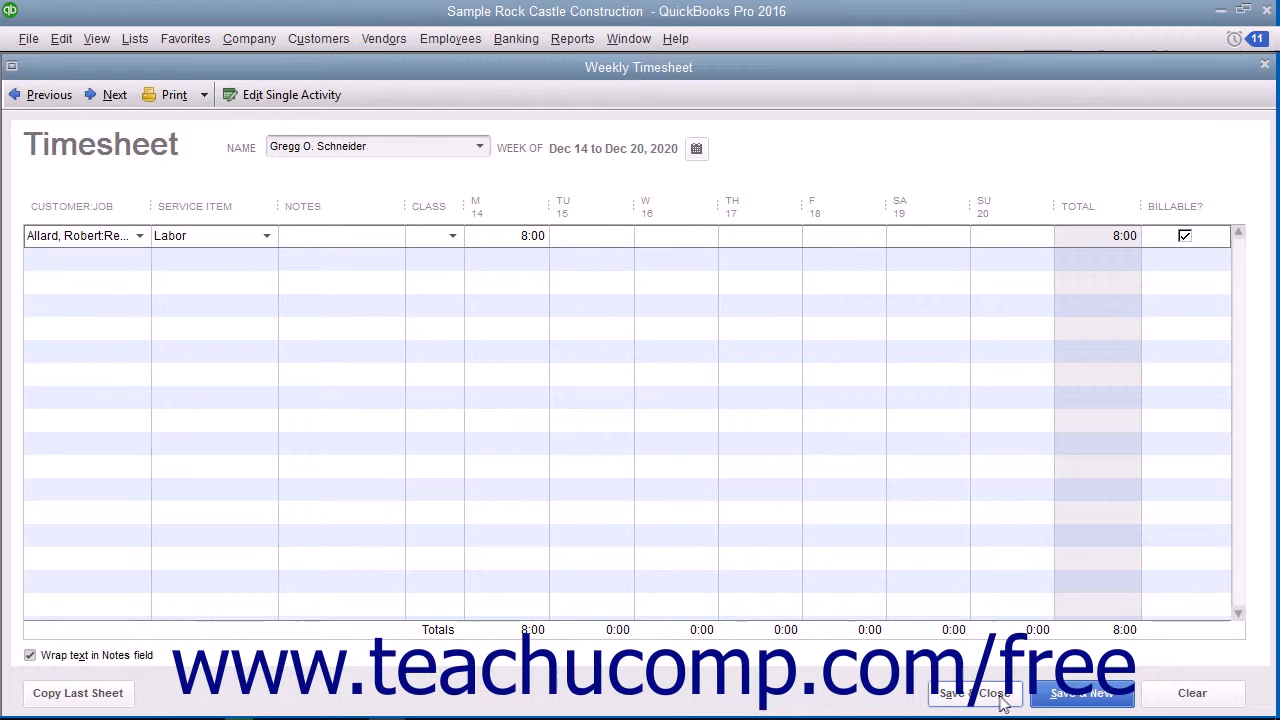 Sample Rock Castle Construction - QuickBooks Pro 2016
File Edit View Lists Favorites Company Customers Vendors Employees Banking Reports Window Help 11
Weekly Timesheet
Previous Next Print Edit Single Activity
Timesheet NAME Gregg O. Schneider WEEK OF Dec 14 to Dec 20, 2020
CUSTOMER:JOB SERVICE ITEM NOTES CLASS M 14 TU 15 W 16 TH 17 F 18 SA 19 SU 20 TOTAL BILLABLE?
Allard, Robert:Re... Labor 8:00 8:00
Totals 8:00 0:00 0:00 0:00 0:00 0:00 0:00 8:00
Wrap text in Notes field
www.teachucomp.com/free
Copy Last Sheet Save & Close Save & New Clear